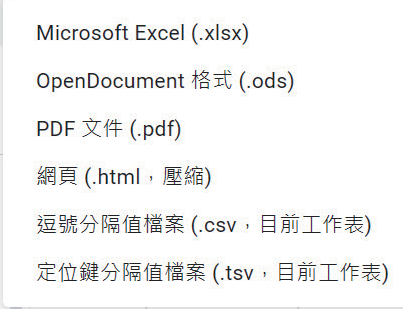 Microsoft Excel (.xlsx)
OpenDocument 格式 (.ods)
PDF 文件 (.pdf)
網頁 (.html，壓縮)
逗號分隔值檔案 (.csv，目前工作表)
定位鍵分隔值檔案 (.tsv，目前工作表)